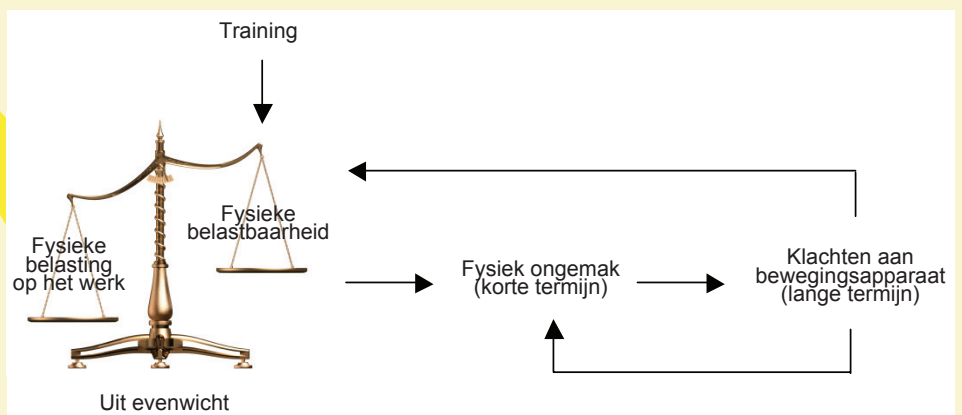 Training
Fysieke
belastbaarheid
Fysieke
belasting
op het werk
Fysiek ongemak
(korte termijn)
Klachten aan
bewegingsapparaat
(lange termijn)
Uit evenwicht